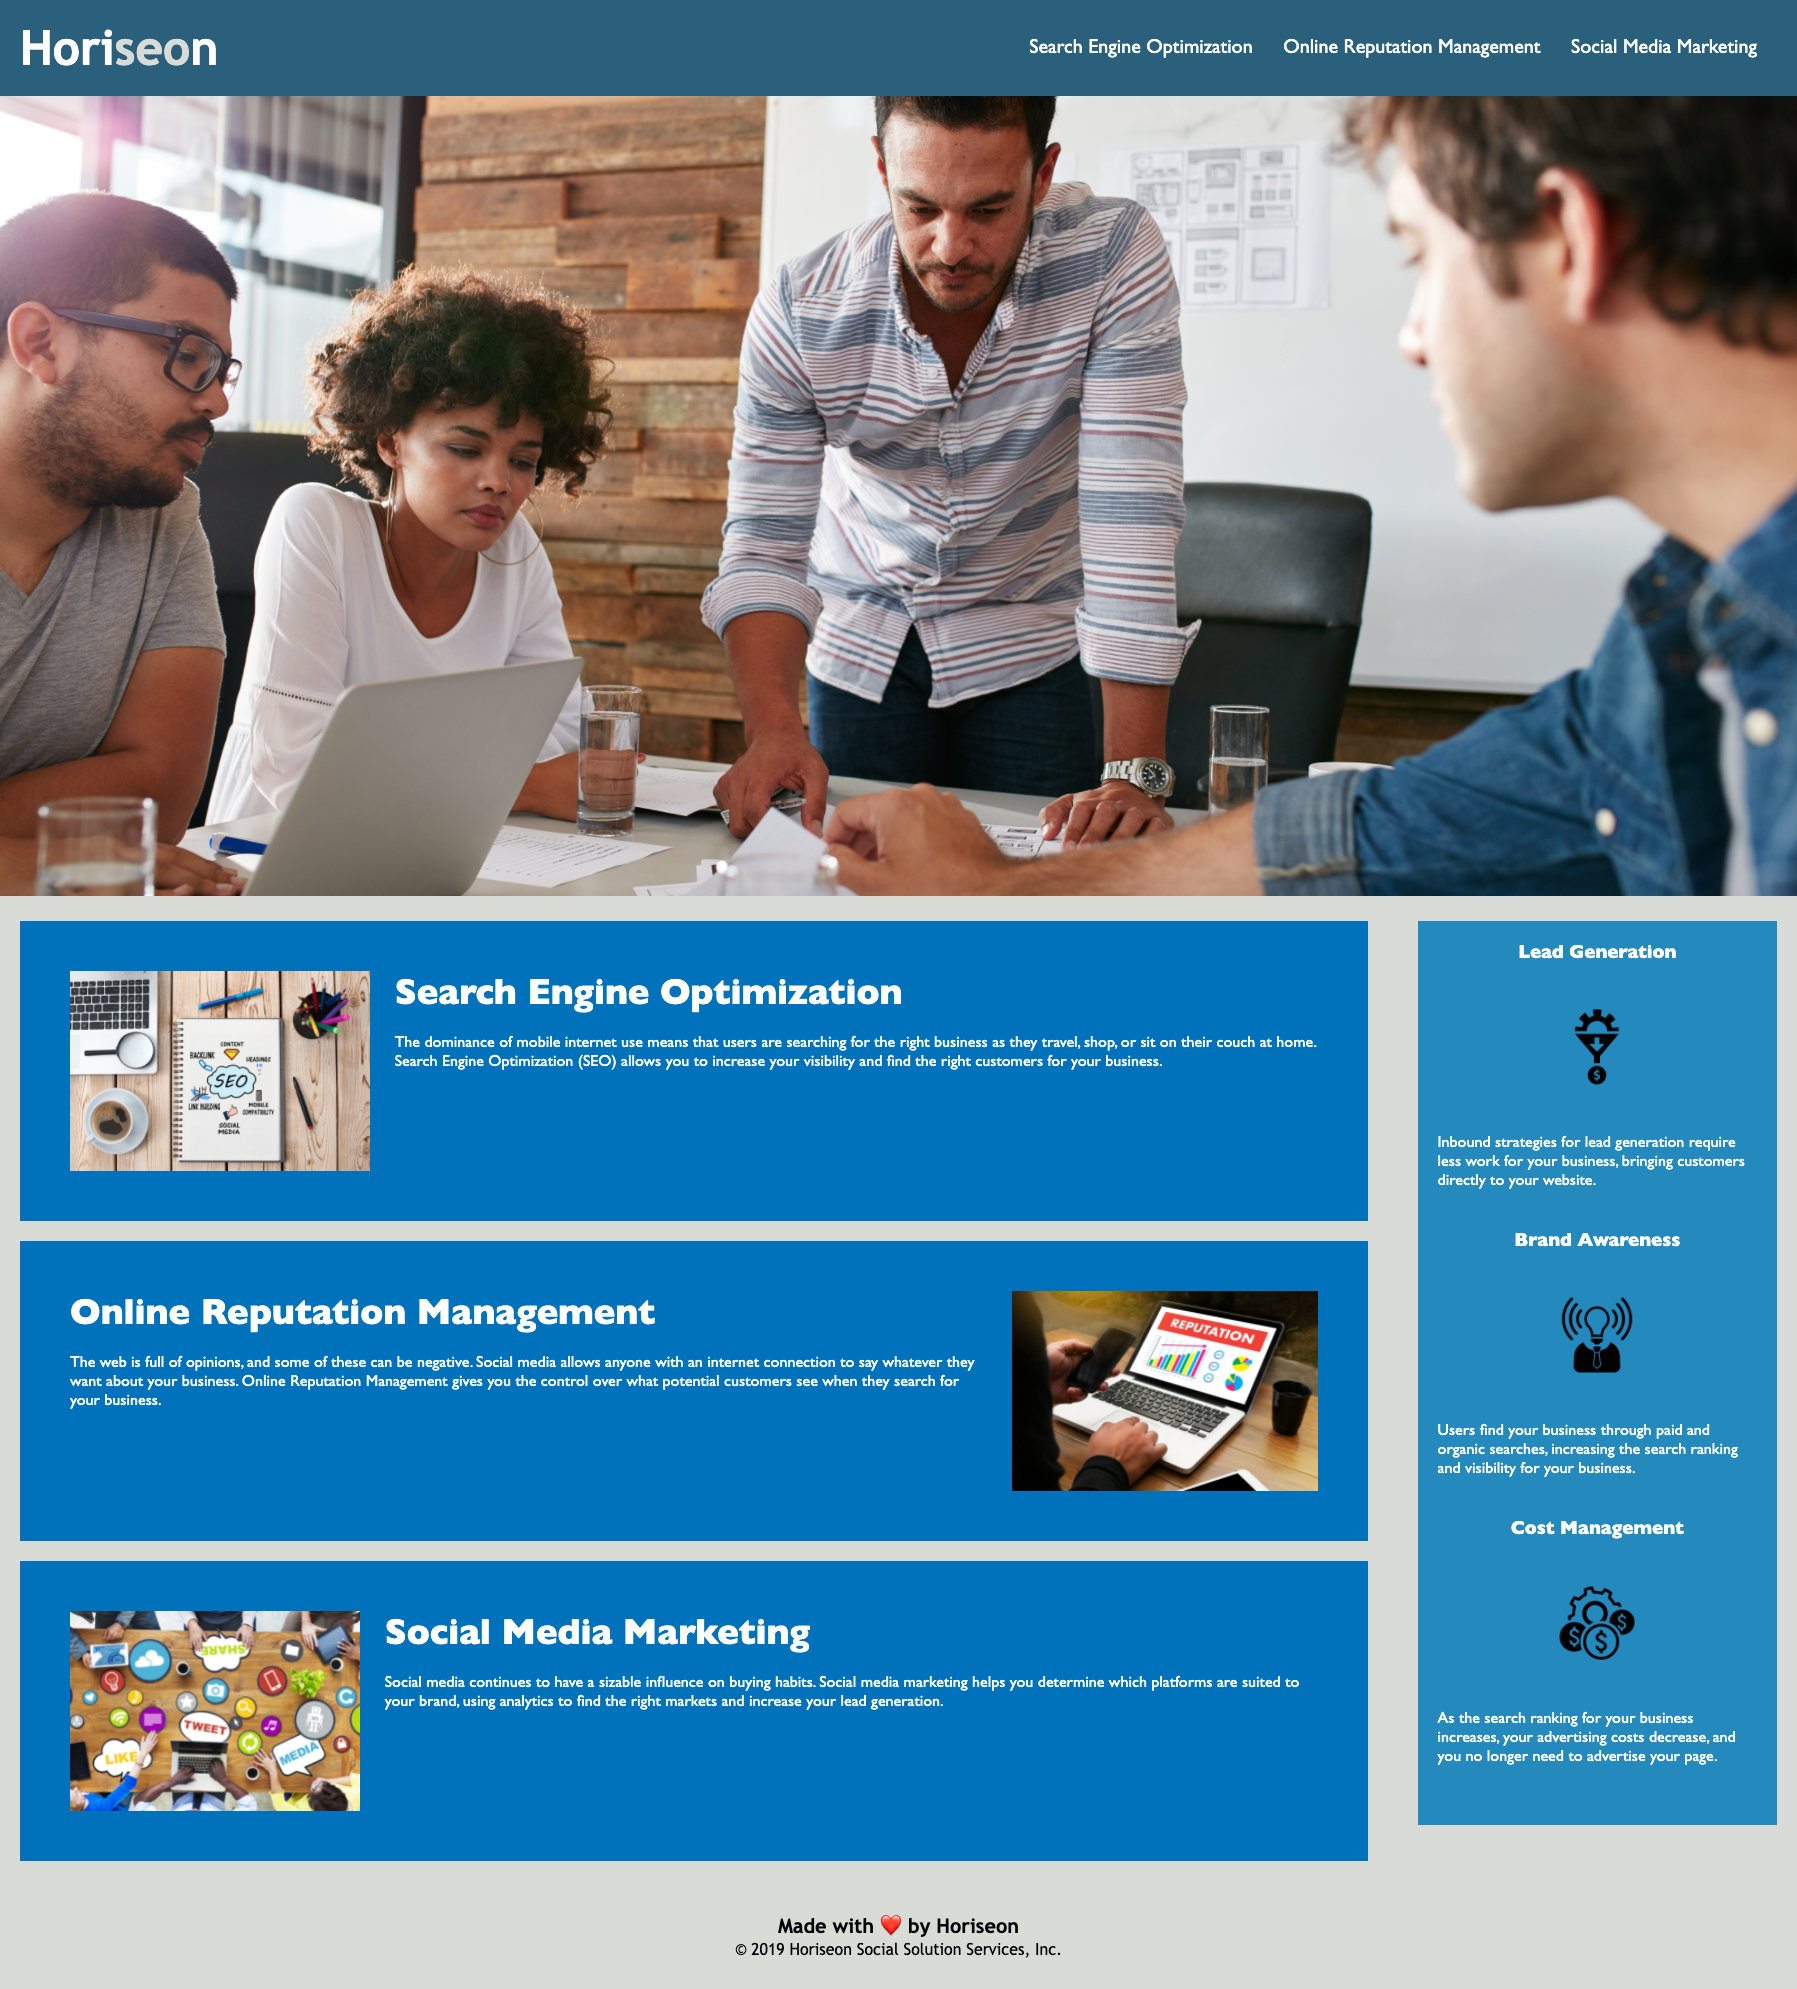 Horiseon
Search Engine Optimization
Online Reputation Management
Social Media Marketing
CONTENT
BACKLINK
HEADINGS
SEO
LINK BUILDING
MOBILE
COMPATIBILITY
SOCIAL
MEDIA
Search Engine Optimization
The dominance of mobile internet use means that users are searching for the right business as they travel, shop, or sit on their couch at home.
Search Engine Optimization (SEO) allows you to increase your visibility and find the right customers for your business.
Online Reputation Management
The web is full of opinions, and some of these can be negative. Social media allows anyone with an internet connection to say whatever they
want about your business. Online Reputation Management gives you the control over what potential customers see when they search for
your business.
REPUTATION
SHARE
TWEET
LIKE
MEDIA
Social Media Marketing
Social media continues to have a sizable influence on buying habits. Social media marketing helps you determine which platforms are suited to
your brand, using analytics to find the right markets and increase your lead generation.
Lead Generation
$
Inbound strategies for lead generation require
less work for your business, bringing customers
directly to your website.
Brand Awareness
Users find your business through paid and
organic searches, increasing the search ranking
and visibility for your business.
Cost Management
$ $ $
As the search ranking for your business
increases, your advertising costs decrease, and
you no longer need to advertise your page.
Made with ❤️ by Horiseon
© 2019 Horiseon Social Solution Services, Inc.